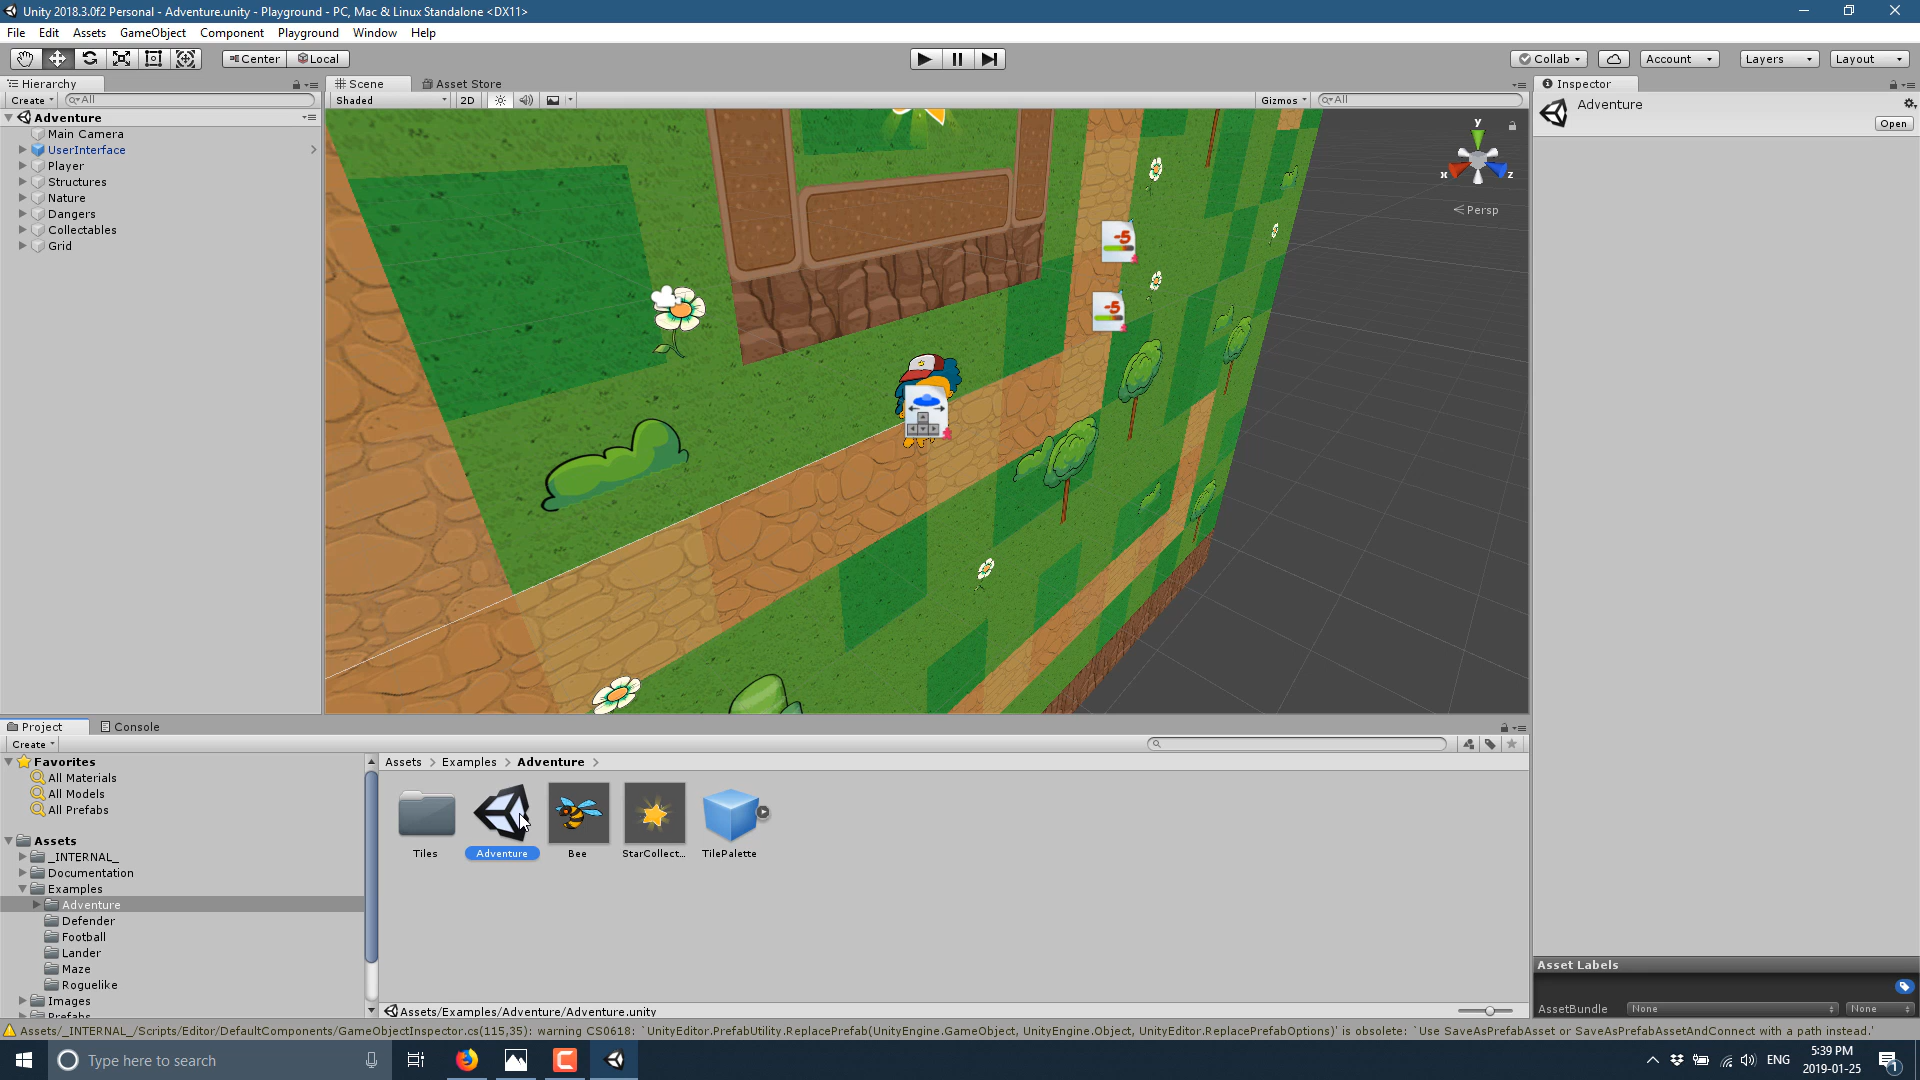 Unity 2018.3.0f2 Personal - Adventure.unity - Playground - PC, Mac & Linux Standalone <DX11>
File Edit Assets GameObject Component Playground Window Help
Center Local Collab Account Layers Layout
Hierarchy
Create All
Adventure
Main Camera
UserInterface
Player
Structures
Nature
Dangers
Collectables
Grid
Scene Asset Store
Shaded 2D Gizmos All
y
x z
Persp
-5
-5
Inspector
Adventure
Open
Project Console
Create
Favorites
All Materials
All Models
All Prefabs
Assets
_INTERNAL_
Documentation
Examples
Adventure
Defender
Football
Lander
Maze
Roguelike
Images
Prefabs
Assets > Examples > Adventure >
Tiles Adventure Bee StarCollect... TilePalette
Assets/Examples/Adventure/Adventure.unity
Asset Labels
AssetBundle None None
Assets/_INTERNAL_/Scripts/Editor/DefaultComponents/GameObjectInspector.cs(115,35): warning CS0618: `UnityEditor.PrefabUtility.ReplacePrefab(UnityEngine.GameObject, UnityEngine.Object, UnityEditor.ReplacePrefabOptions)' is obsolete: `Use SaveAsPrefabAsset or SaveAsPrefabAssetAndConnect with a path instead.'
Type here to search
ENG
5:39 PM
2019-01-25
1